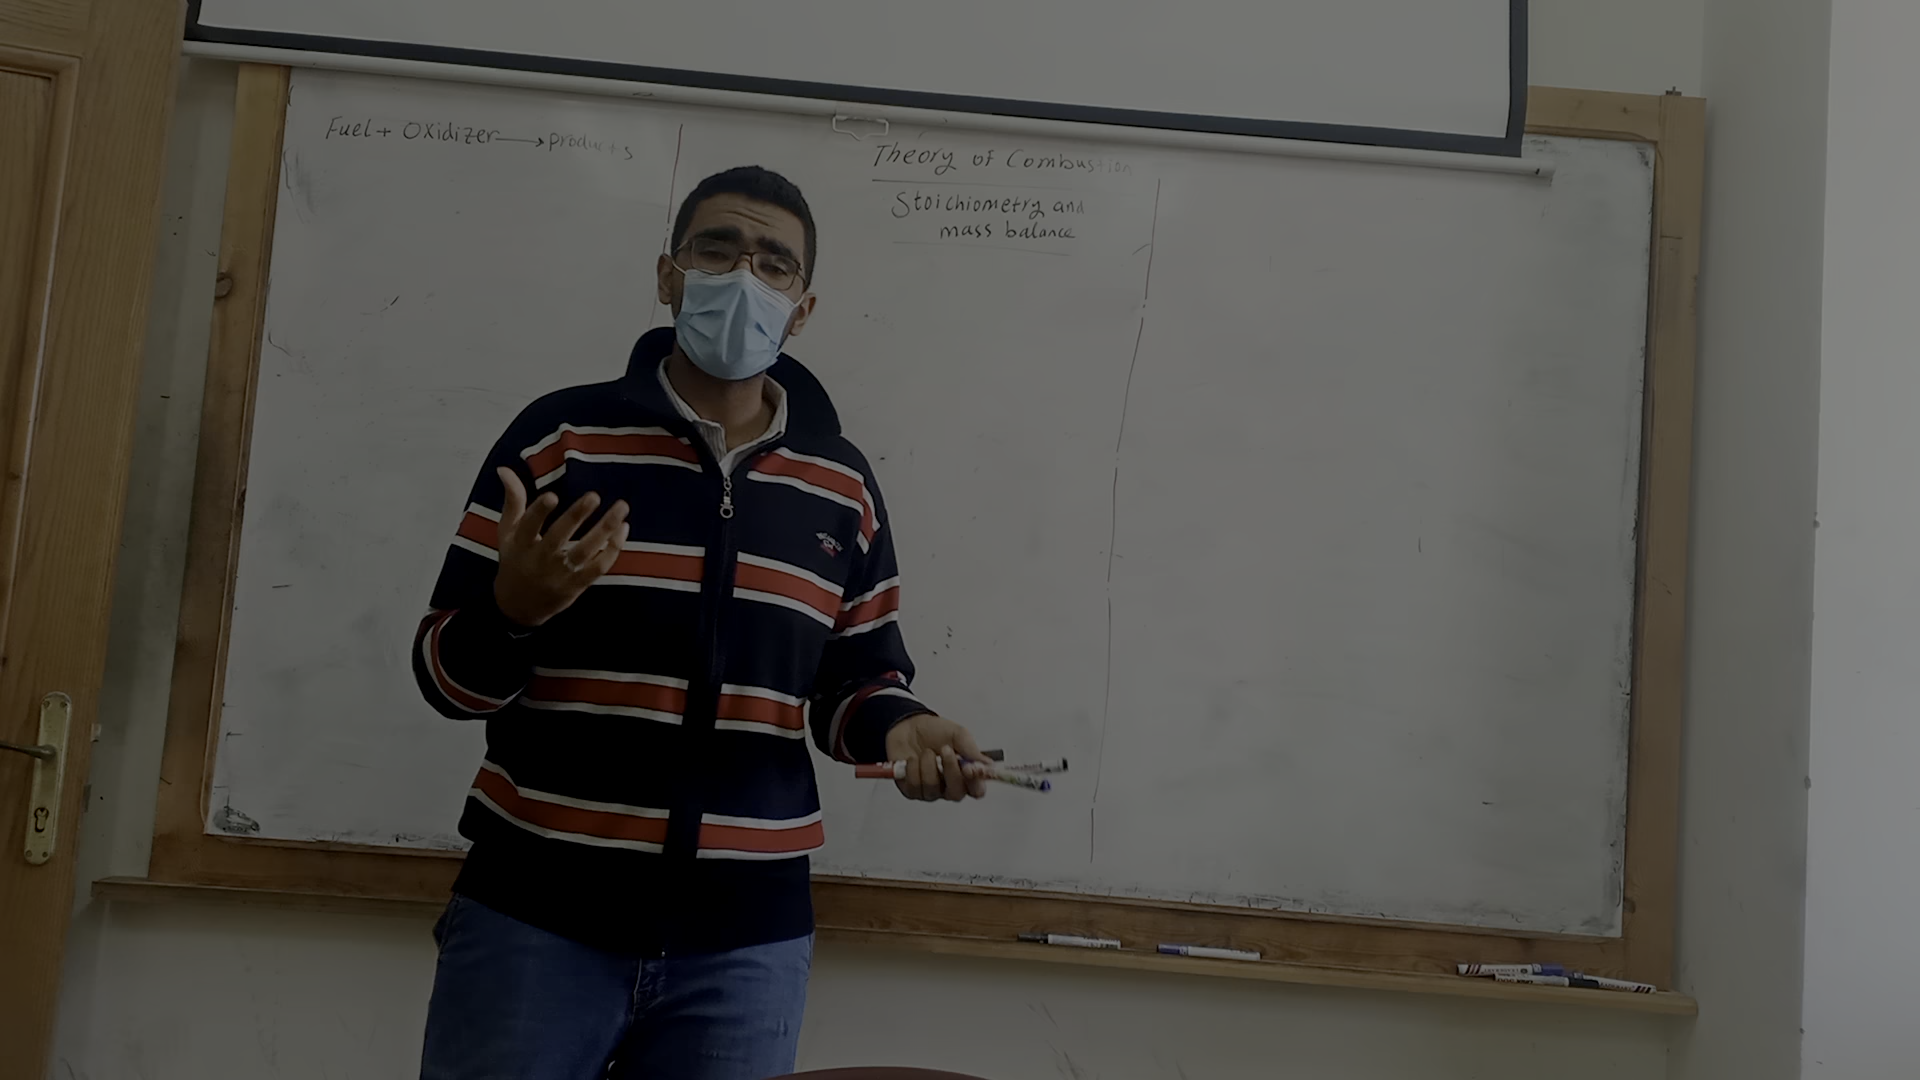 Fuel + Oxidizer → products
Theory of Combustion
Stoichiometry and
mass balance